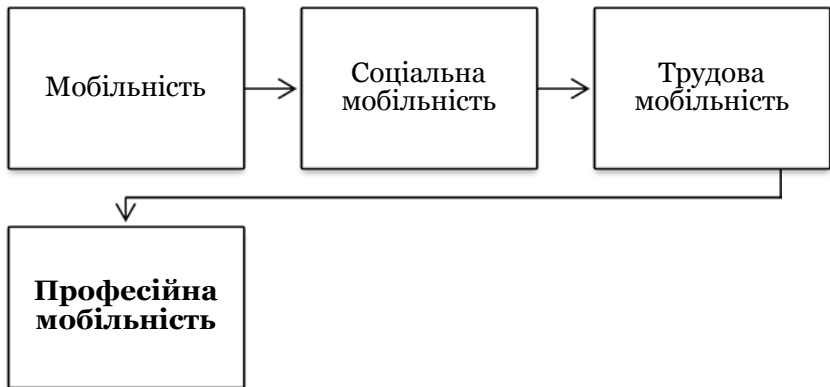 Мобільність
Соціальна
мобільність
Трудова
мобільність
Професійна
мобільність